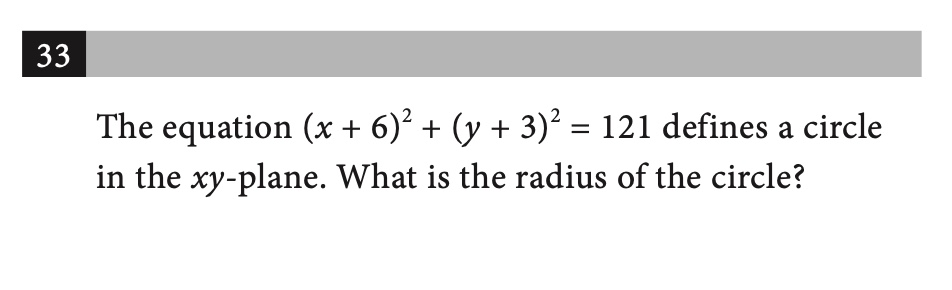 33
The equation (x + 6)² + (y + 3)² = 121 defines a circle
in the xy-plane. What is the radius of the circle?